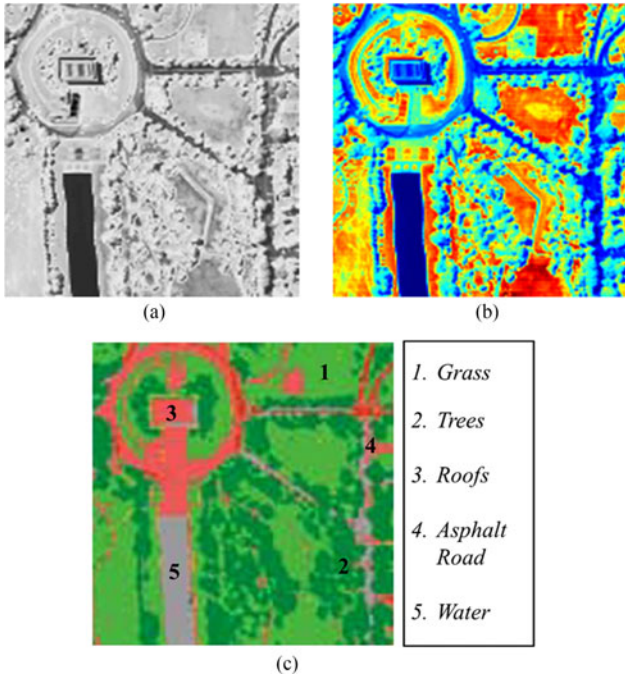 (a)
(b)
1
3
4
2
5
1. Grass
2. Trees
3. Roofs
4. Asphalt
Road
5. Water
(c)